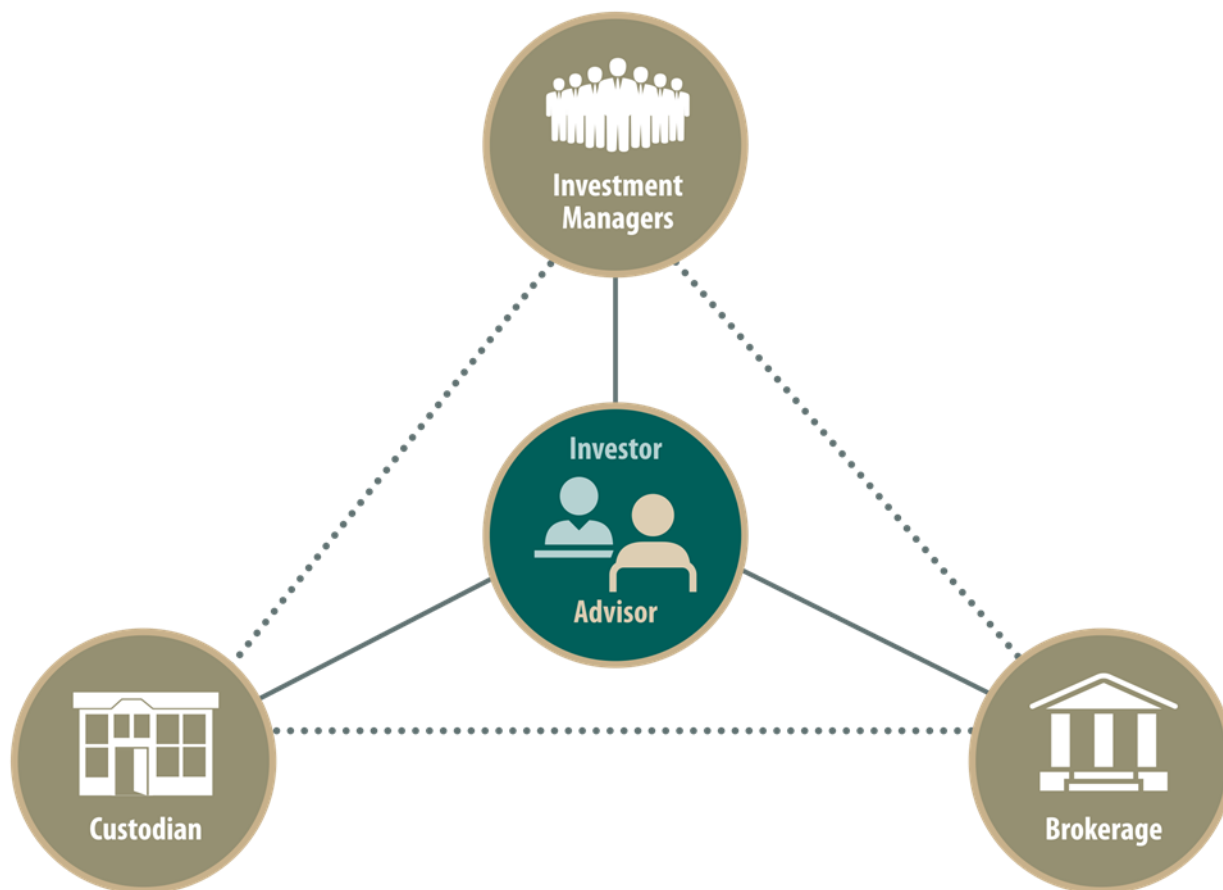 Investment
Managers
Investor
Advisor
Custodian
Brokerage